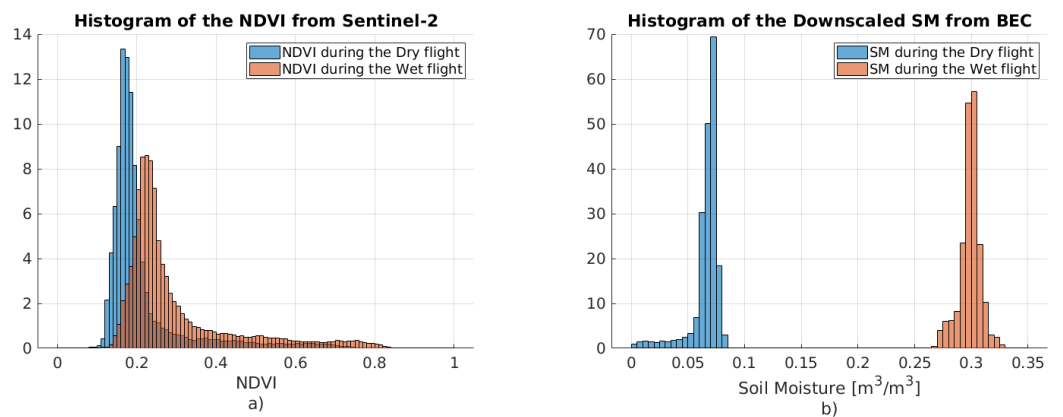 Histogram of the NDVI from Sentinel-2
14
12
10
8
6
4
2
0
NDVI during the Dry flight
NDVI during the Wet flight
0 0.2 0.4 0.6 0.8 1
NDVI
a)
Histogram of the Downscaled SM from BEC
70
60
50
40
30
20
10
0
SM during the Dry flight
SM during the Wet flight
0 0.05 0.1 0.15 0.2 0.25 0.3 0.35
Soil Moisture [m³/m³]
b)